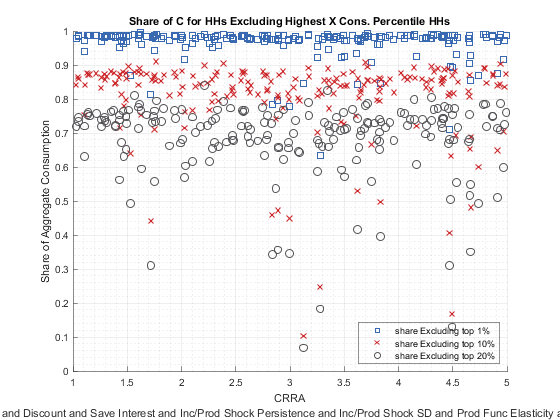 Share of C for HHs Excluding Highest X Cons. Percentile HHs
1
0.9
0.8
0.7
0.6
0.5
0.4
0.3
0.2
0.1
0
Share of Aggregate Consumption
share Excluding top 1%
share Excluding top 10%
share Excluding top 20%
1 1.5 2 2.5 3 3.5 4 4.5 5
CRRA
and Discount and Save Interest and Inc/Prod Shock Persistence and Inc/Prod Shock SD and Prod Func Elasticity